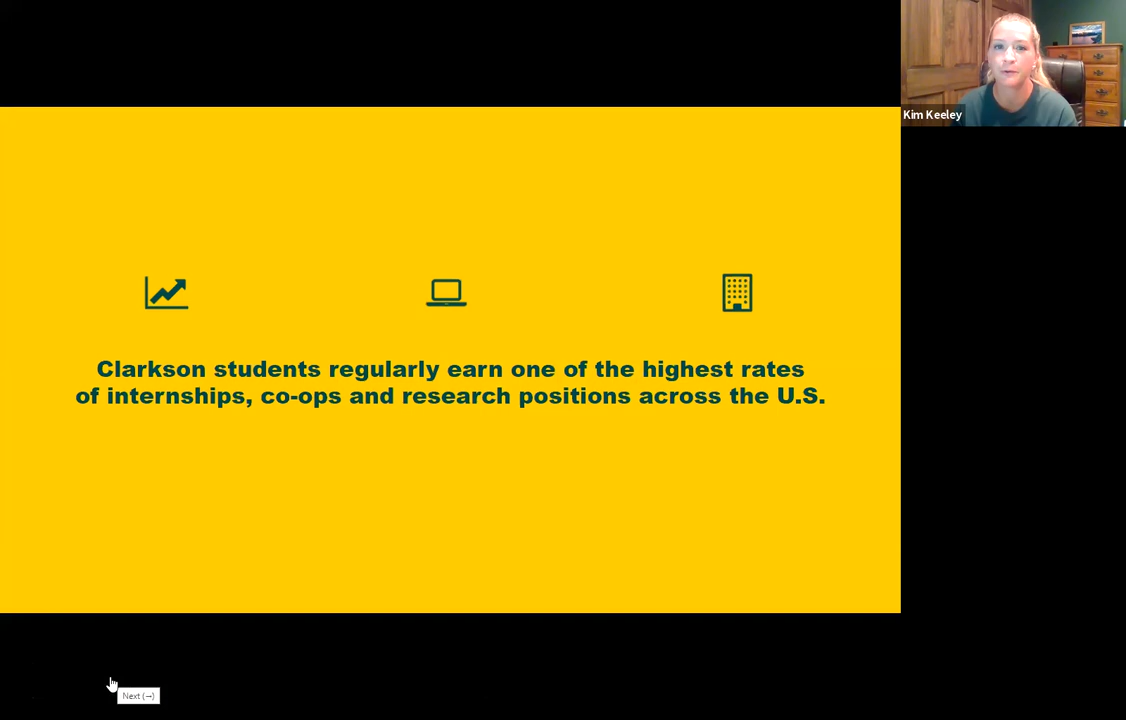 Kim Keeley
Clarkson students regularly earn one of the highest rates
of internships, co-ops and research positions across the U.S.
Next (→)